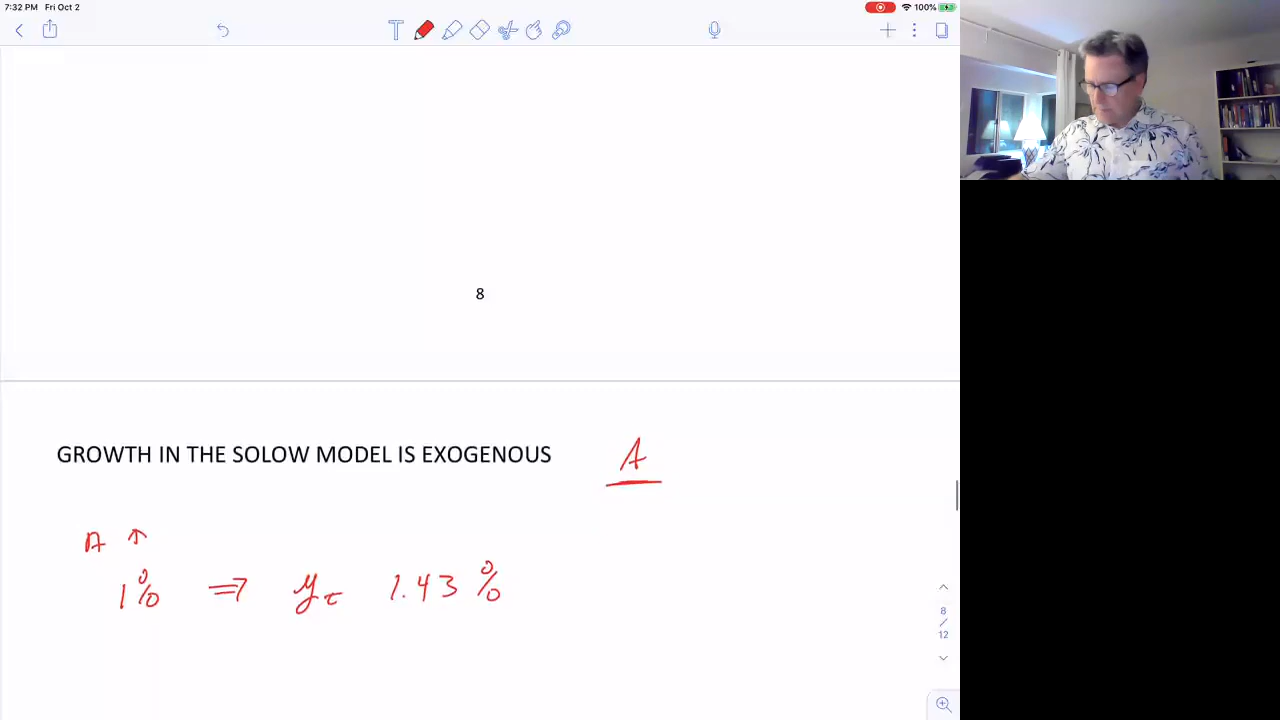 7:32 PM Fri Oct 2
100%
T
8
GROWTH IN THE SOLOW MODEL IS EXOGENOUS A
A ↑
1% ⇒ yt 1.43%
8
/
12